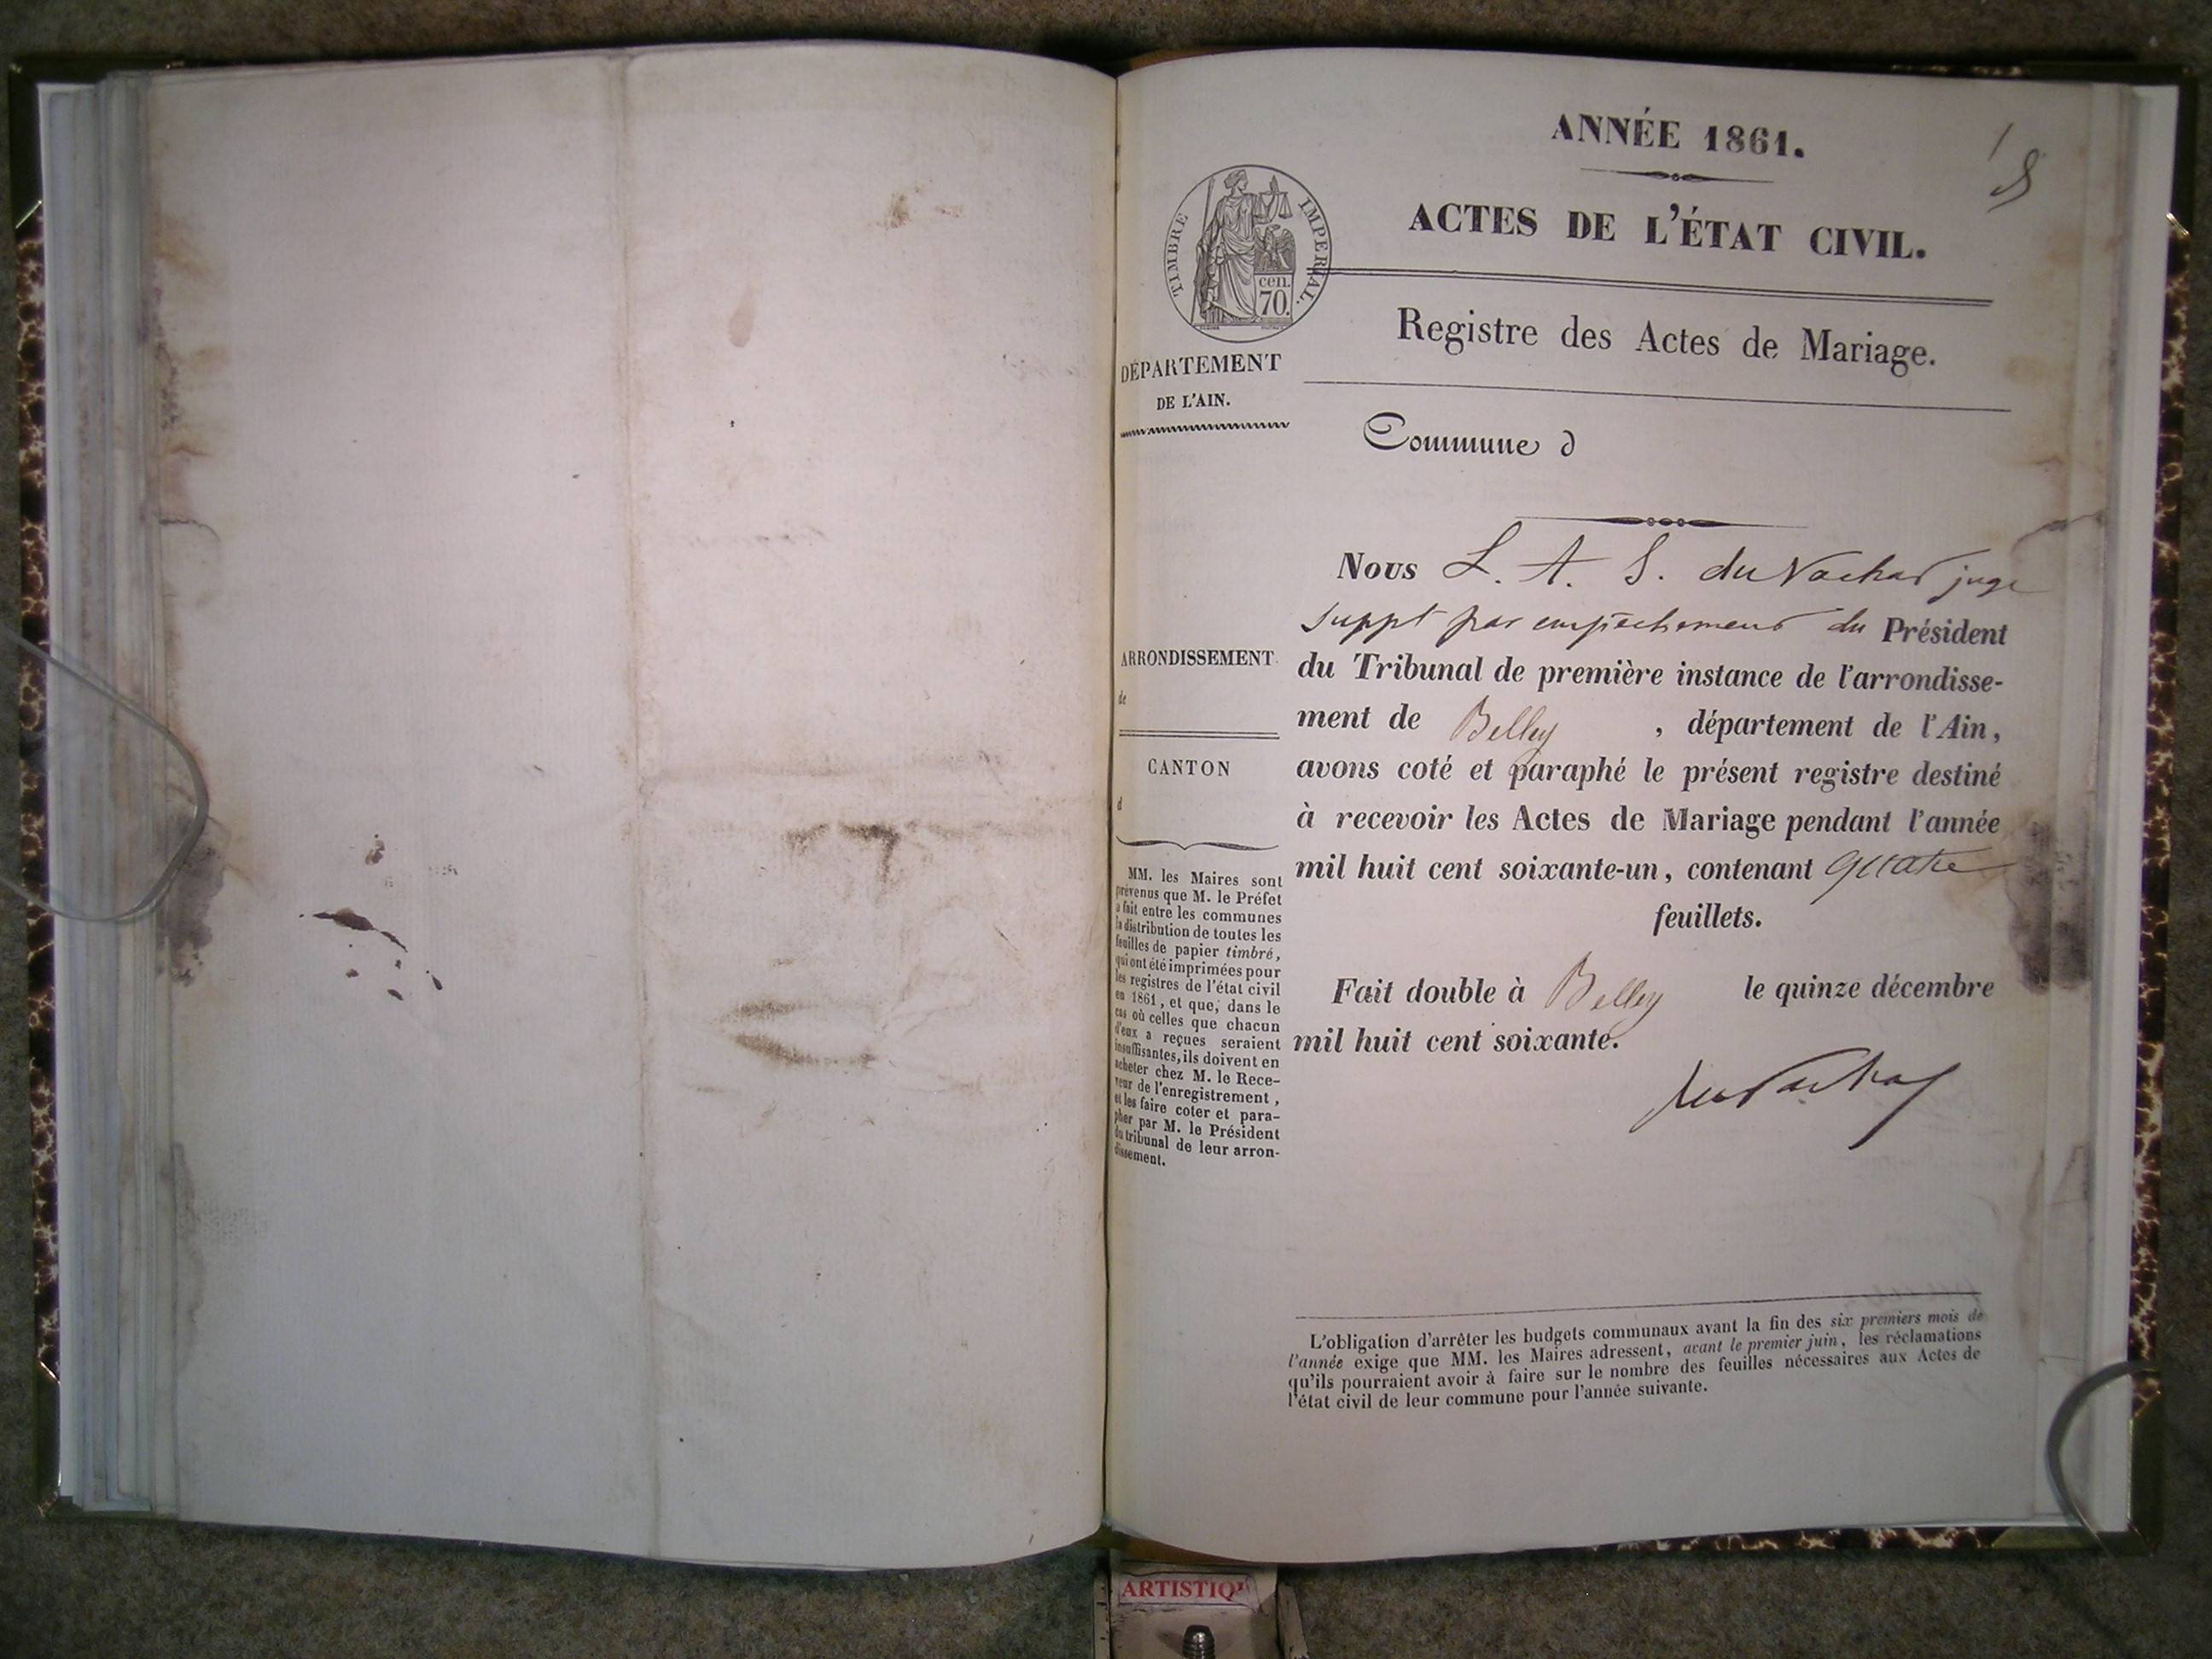 ANNÉE 1861.
1
ACTES DE L'ÉTAT CIVIL.
TIMBRE IMPERIAL.
cen.
70.
Registre des Actes de Mariage.
DÉPARTEMENT
DE L'AIN.
Commune d
ARRONDISSEMENT
de
CANTON
d
MM. les Maires sont
prévenus que M. le Préfet
a fait entre les communes
la distribution de toutes les
feuilles de papier timbré,
qui ont été imprimées pour
les registres de l'état civil
en 1861, et que, dans le
cas où celles que chacun
d'eux a reçues seraient
insuffisantes, ils doivent en
acheter chez M. le Rece-
veur de l'enregistrement,
et les faire coter et para-
pher par M. le Président
du tribunal de leur arron-
dissement.
Nous L. A. S. du Vachat juge
suppt par empêchement du Président
du Tribunal de première instance de l'arrondisse-
ment de Belley , département de l'Ain,
avons coté et paraphé le présent registre destiné
à recevoir les Actes de Mariage pendant l'année
mil huit cent soixante-un, contenant quatre
feuillets.
Fait double à Belley le quinze décembre
mil huit cent soixante.
du Vachat
L'obligation d'arrêter les budgets communaux avant la fin des six premiers mois de
l'année exige que MM. les Maires adressent, avant le premier juin, les réclamations
qu'ils pourraient avoir à faire sur le nombre des feuilles nécessaires aux Actes de
l'état civil de leur commune pour l'année suivante.
ARTISTIQ